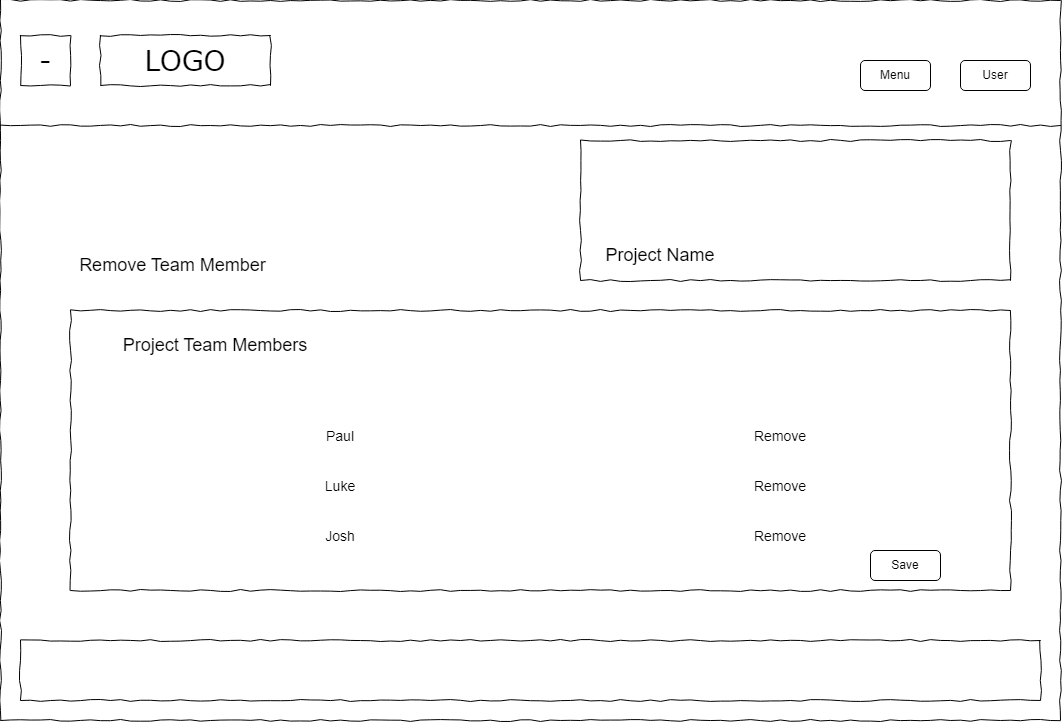 -
LOGO
Menu
User
Project Name
Remove Team Member
Project Team Members
Paul
Remove
Luke
Remove
Josh
Remove
Save